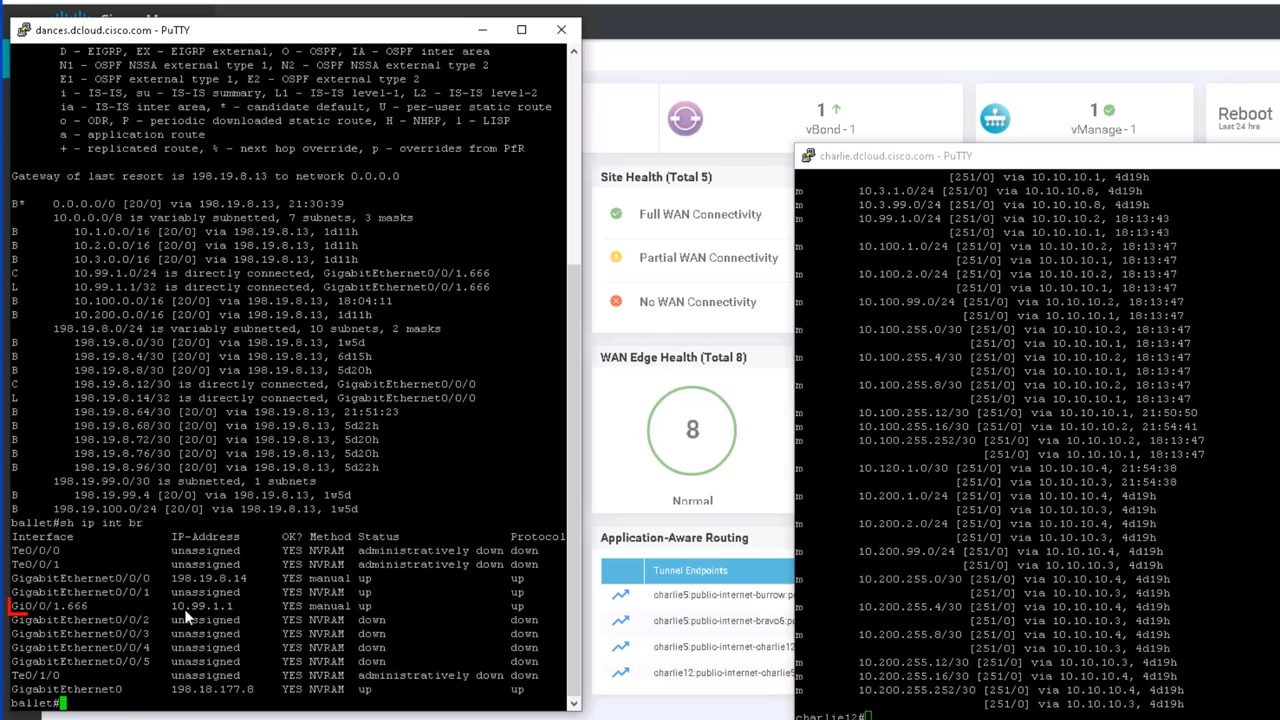 dances.dcloud.cisco.com - PuTTY
D - EIGRP, EX - EIGRP external, O - OSPF, IA - OSPF inter area
N1 - OSPF NSSA external type 1, N2 - OSPF NSSA external type 2
E1 - OSPF external type 1, E2 - OSPF external type 2
i - IS-IS, su - IS-IS summary, L1 - IS-IS level-1, L2 - IS-IS level-2
ia - IS-IS inter area, * - candidate default, U - per-user static route
o - ODR, P - periodic downloaded static route, H - NHRP, l - LISP
a - application route
+ - replicated route, % - next hop override, p - overrides from PfR
Gateway of last resort is 198.19.8.13 to network 0.0.0.0
B* 0.0.0.0/0 [20/0] via 198.19.8.13, 21:30:39
10.0.0.0/8 is variably subnetted, 7 subnets, 3 masks
B 10.1.0.0/16 [20/0] via 198.19.8.13, 1d11h
B 10.2.0.0/16 [20/0] via 198.19.8.13, 1d11h
B 10.3.0.0/16 [20/0] via 198.19.8.13, 1d11h
C 10.99.1.0/24 is directly connected, GigabitEthernet0/0/1.666
L 10.99.1.1/32 is directly connected, GigabitEthernet0/0/1.666
B 10.100.0.0/16 [20/0] via 198.19.8.13, 18:04:11
B 10.200.0.0/16 [20/0] via 198.19.8.13, 1d11h
198.19.8.0/24 is variably subnetted, 10 subnets, 2 masks
B 198.19.8.0/30 [20/0] via 198.19.8.13, 1w5d
B 198.19.8.4/30 [20/0] via 198.19.8.13, 6d15h
B 198.19.8.8/30 [20/0] via 198.19.8.13, 5d20h
C 198.19.8.12/30 is directly connected, GigabitEthernet0/0/0
L 198.19.8.14/32 is directly connected, GigabitEthernet0/0/0
B 198.19.8.64/30 [20/0] via 198.19.8.13, 21:51:23
B 198.19.8.68/30 [20/0] via 198.19.8.13, 5d22h
B 198.19.8.72/30 [20/0] via 198.19.8.13, 5d20h
B 198.19.8.76/30 [20/0] via 198.19.8.13, 5d20h
B 198.19.8.96/30 [20/0] via 198.19.8.13, 5d22h
198.19.99.0/30 is subnetted, 1 subnets
B 198.19.99.4 [20/0] via 198.19.8.13, 1w5d
B 198.19.100.0/24 [20/0] via 198.19.8.13, 1w5d
ballet#sh ip int br
Interface IP-Address OK? Method Status Protocol
Te0/0/0 unassigned YES NVRAM administratively down down
Te0/0/1 unassigned YES NVRAM administratively down down
GigabitEthernet0/0/0 198.19.8.14 YES manual up up
GigabitEthernet0/0/1 unassigned YES NVRAM up up
Gi0/0/1.666 10.99.1.1 YES manual up up
GigabitEthernet0/0/2 unassigned YES NVRAM down down
GigabitEthernet0/0/3 unassigned YES NVRAM down down
GigabitEthernet0/0/4 unassigned YES NVRAM down down
GigabitEthernet0/0/5 unassigned YES NVRAM down down
Te0/1/0 unassigned YES NVRAM administratively down down
GigabitEthernet0 198.18.177.8 YES NVRAM up up
ballet#
1
vBond - 1
1
vManage - 1
Reboot
Last 24 hrs
Site Health (Total 5)
Full WAN Connectivity
Partial WAN Connectivity
No WAN Connectivity
WAN Edge Health (Total 8)
8
Normal
Application-Aware Routing
Tunnel Endpoints
charlie5:public-internet-burrow:p
charlie5:public-internet-bravo6:p
charlie5:public-internet-charlie12
charlie12:public-internet-charlie5
charlie.dcloud.cisco.com - PuTTY
[251/0] via 10.10.10.1, 4d19h
m 10.3.1.0/24 [251/0] via 10.10.10.8, 4d19h
m 10.3.99.0/24 [251/0] via 10.10.10.8, 4d19h
m 10.99.1.0/24 [251/0] via 10.10.10.2, 18:13:43
[251/0] via 10.10.10.1, 18:13:43
m 10.100.1.0/24 [251/0] via 10.10.10.2, 18:13:47
[251/0] via 10.10.10.1, 18:13:47
m 10.100.2.0/24 [251/0] via 10.10.10.2, 18:13:47
[251/0] via 10.10.10.1, 18:13:47
m 10.100.99.0/24 [251/0] via 10.10.10.2, 18:13:47
[251/0] via 10.10.10.1, 18:13:47
m 10.100.255.0/30 [251/0] via 10.10.10.2, 18:13:47
[251/0] via 10.10.10.1, 18:13:47
m 10.100.255.4/30 [251/0] via 10.10.10.2, 18:13:47
[251/0] via 10.10.10.1, 18:13:47
m 10.100.255.8/30 [251/0] via 10.10.10.2, 18:13:47
[251/0] via 10.10.10.1, 18:13:47
m 10.100.255.12/30 [251/0] via 10.10.10.1, 21:50:50
m 10.100.255.16/30 [251/0] via 10.10.10.2, 21:54:41
m 10.100.255.252/30 [251/0] via 10.10.10.2, 18:13:47
[251/0] via 10.10.10.1, 18:13:47
m 10.120.1.0/30 [251/0] via 10.10.10.4, 21:54:38
[251/0] via 10.10.10.3, 21:54:38
m 10.200.1.0/24 [251/0] via 10.10.10.4, 4d19h
m 10.200.2.0/24 [251/0] via 10.10.10.4, 4d19h
[251/0] via 10.10.10.3, 4d19h
m 10.200.99.0/24 [251/0] via 10.10.10.4, 4d19h
[251/0] via 10.10.10.3, 4d19h
m 10.200.255.0/30 [251/0] via 10.10.10.4, 4d19h
m 10.200.255.4/30 [251/0] via 10.10.10.4, 4d19h
[251/0] via 10.10.10.3, 4d19h
m 10.200.255.8/30 [251/0] via 10.10.10.4, 4d19h
[251/0] via 10.10.10.3, 4d19h
m 10.200.255.12/30 [251/0] via 10.10.10.3, 4d19h
m 10.200.255.16/30 [251/0] via 10.10.10.4, 4d19h
m 10.200.255.252/30 [251/0] via 10.10.10.4, 4d19h
[251/0] via 10.10.10.3, 4d19h
charlie12#